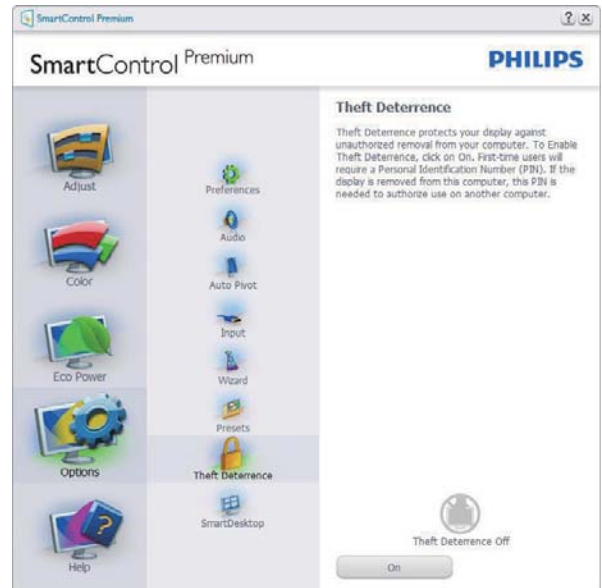 SmartControl Premium
? x
SmartControl Premium
PHILIPS
Adjust
Color
Eco Power
Options
Help
Preferences
Audio
Auto Pivot
Input
Wizard
Presets
Theft Deterrence
SmartDesktop
Theft Deterrence
Theft Deterrence protects your display against
unauthorized removal from your computer. To Enable
Theft Deterrence, click on On. First-time users will
require a Personal Identification Number (PIN). If the
display is removed from this computer, this PIN is
needed to authorize use on another computer.
Theft Deterrence Off
On